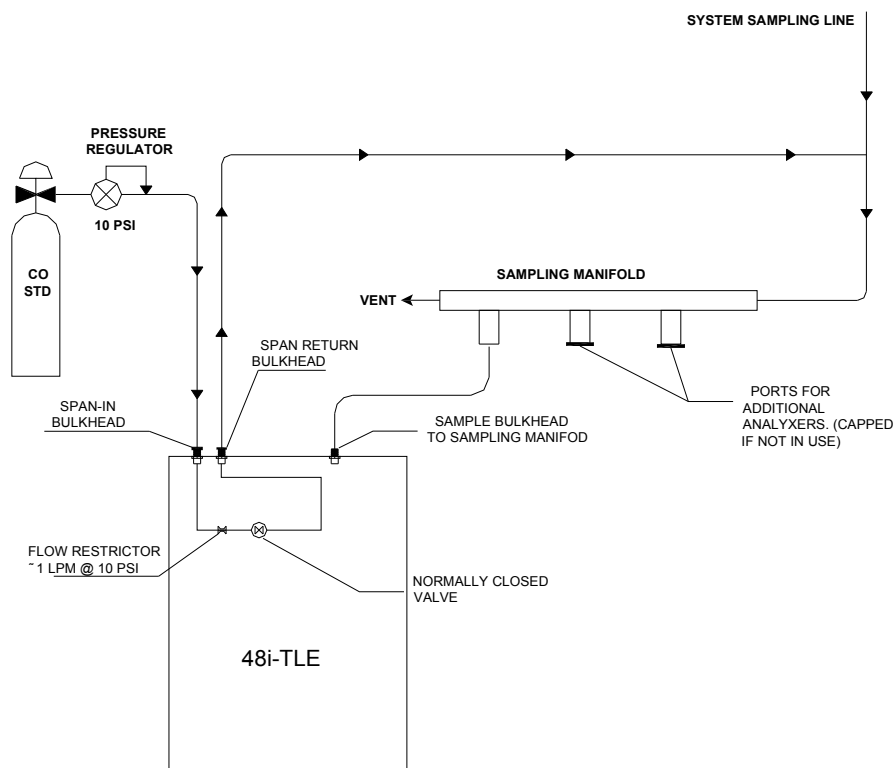 SYSTEM SAMPLING LINE
PRESSURE
REGULATOR
10 PSI
CO
STD
SAMPLING MANIFOLD
VENT
SPAN RETURN
BULKHEAD
SPAN-IN
BULKHEAD
SAMPLE BULKHEAD
TO SAMPLING MANIFOD
PORTS FOR
ADDITIONAL
ANALYXERS. (CAPPED
IF NOT IN USE)
FLOW RESTRICTOR
~1 LPM @ 10 PSI
NORMALLY CLOSED
VALVE
48i-TLE